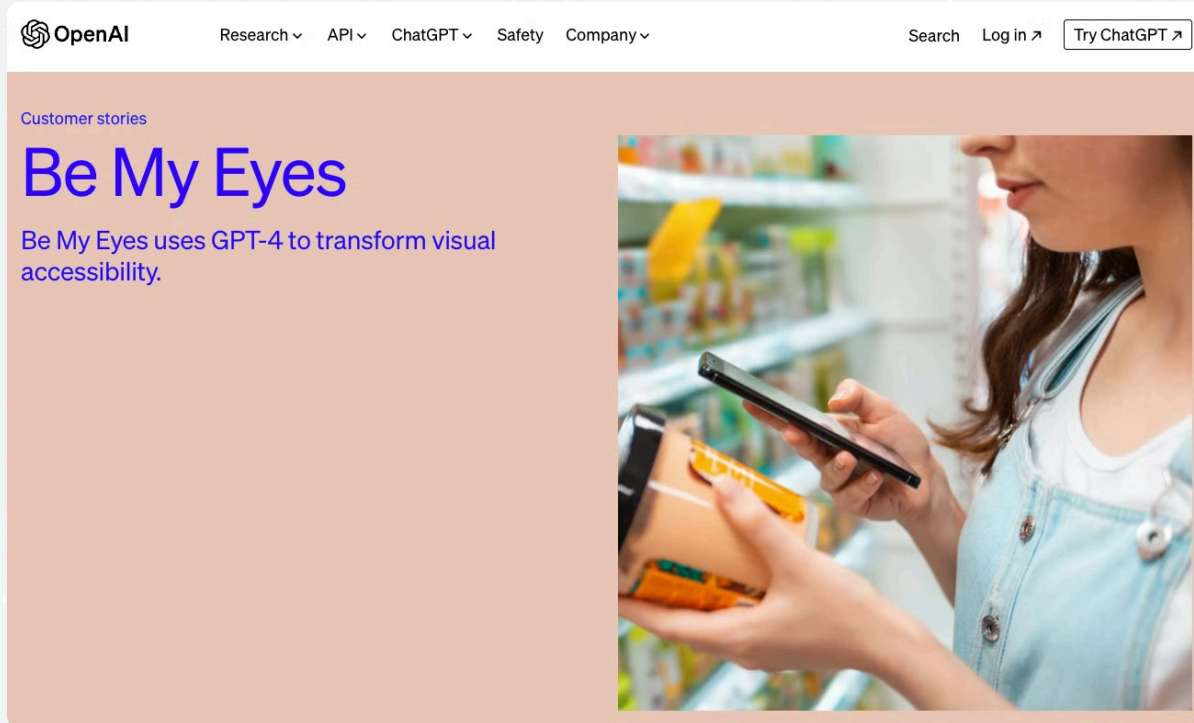 OpenAI
Research API ChatGPT Safety Company Search Log in ↗ Try ChatGPT ↗
Customer stories
Be My Eyes
Be My Eyes uses GPT-4 to transform visual
accessibility.